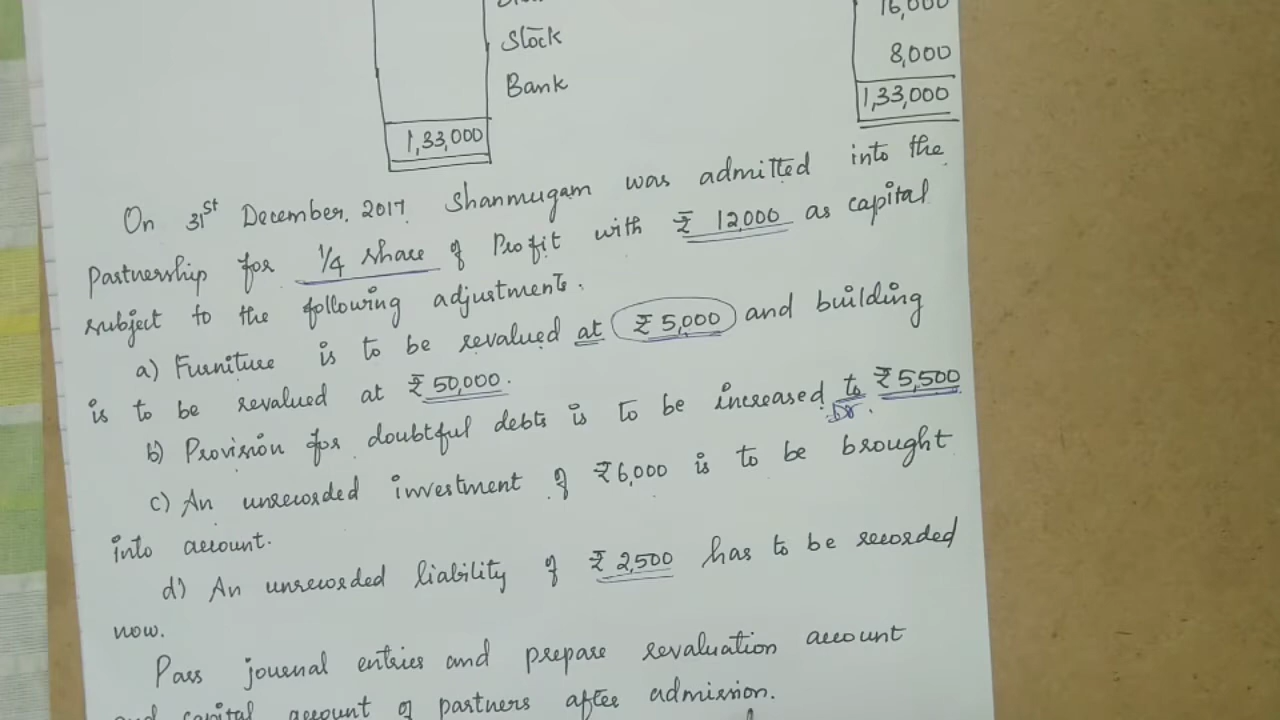 16,000
Stock 8,000
Bank 1,33,000
1,33,000
On 31st December, 2017 Shanmugam was admitted into the
Partnership for 1/4 share of Profit with ₹ 12,000 as capital
subject to the following adjustments.
a) Furniture is to be revalued at ₹ 5,000 and building
is to be revalued at ₹ 50,000.
b) Provision for doubtful debts is to be increased to ₹ 5,500
Dr.
c) An unrecorded investment of ₹6,000 is to be brought
into account.
d) An unrecorded liability of ₹ 2,500 has to be recorded
now.
Pass journal entries and prepare revaluation account
and capital account of partners after admission.